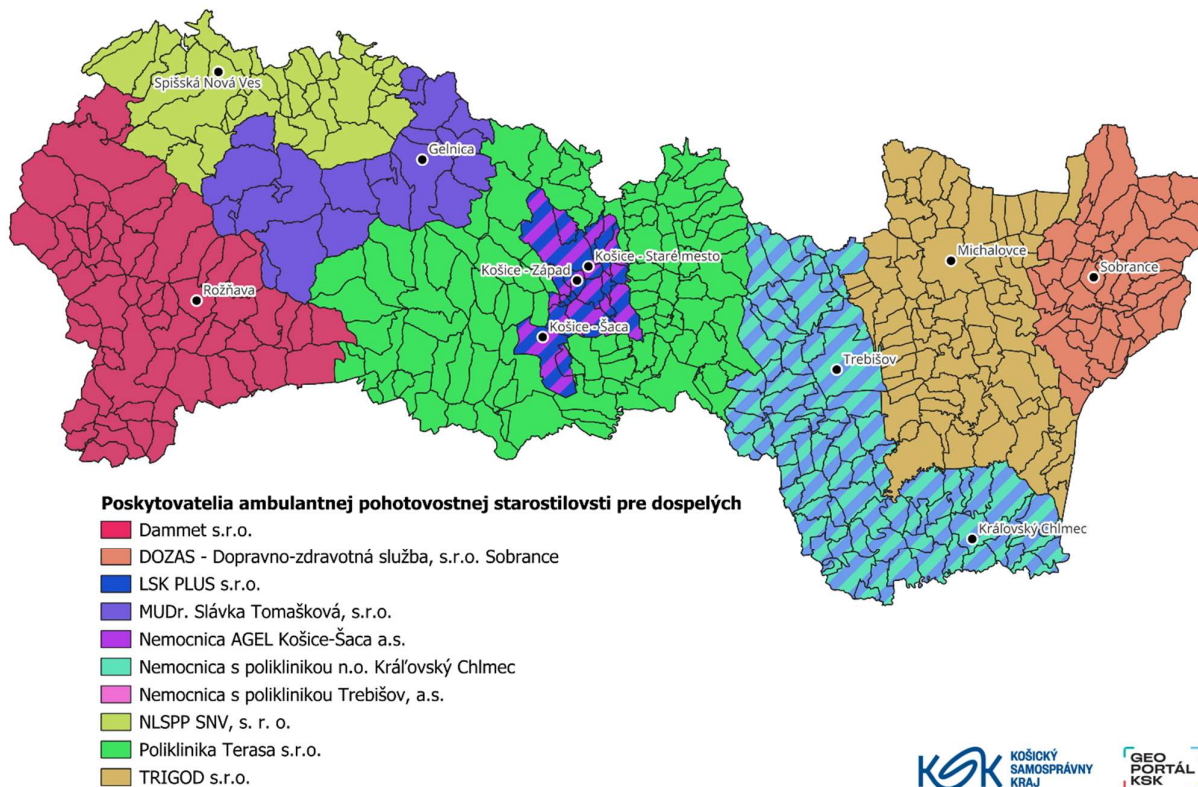 Spišská Nová Ves
Gelnica
Košice - Staré mesto
Košice - Západ
Michalovce
Sobrance
Rožňava
Košice - Šaca
Trebišov
Kráľovský Chlmec
Poskytovatelia ambulantnej pohotovostnej starostilovsti pre dospelých
Dammet s.r.o.
DOZAS - Dopravno-zdravotná služba, s.r.o. Sobrance
LSK PLUS s.r.o.
MUDr. Slávka Tomašková, s.r.o.
Nemocnica AGEL Košice-Šaca a.s.
Nemocnica s poliklinikou n.o. Kráľovský Chlmec
Nemocnica s poliklinikou Trebišov, a.s.
NLSPP SNV, s. r. o.
Poliklinika Terasa s.r.o.
TRIGOD s.r.o.
KSK
KOŠICKÝ
SAMOSPRÁVNY
KRAJ
GEO
PORTÁL
KSK